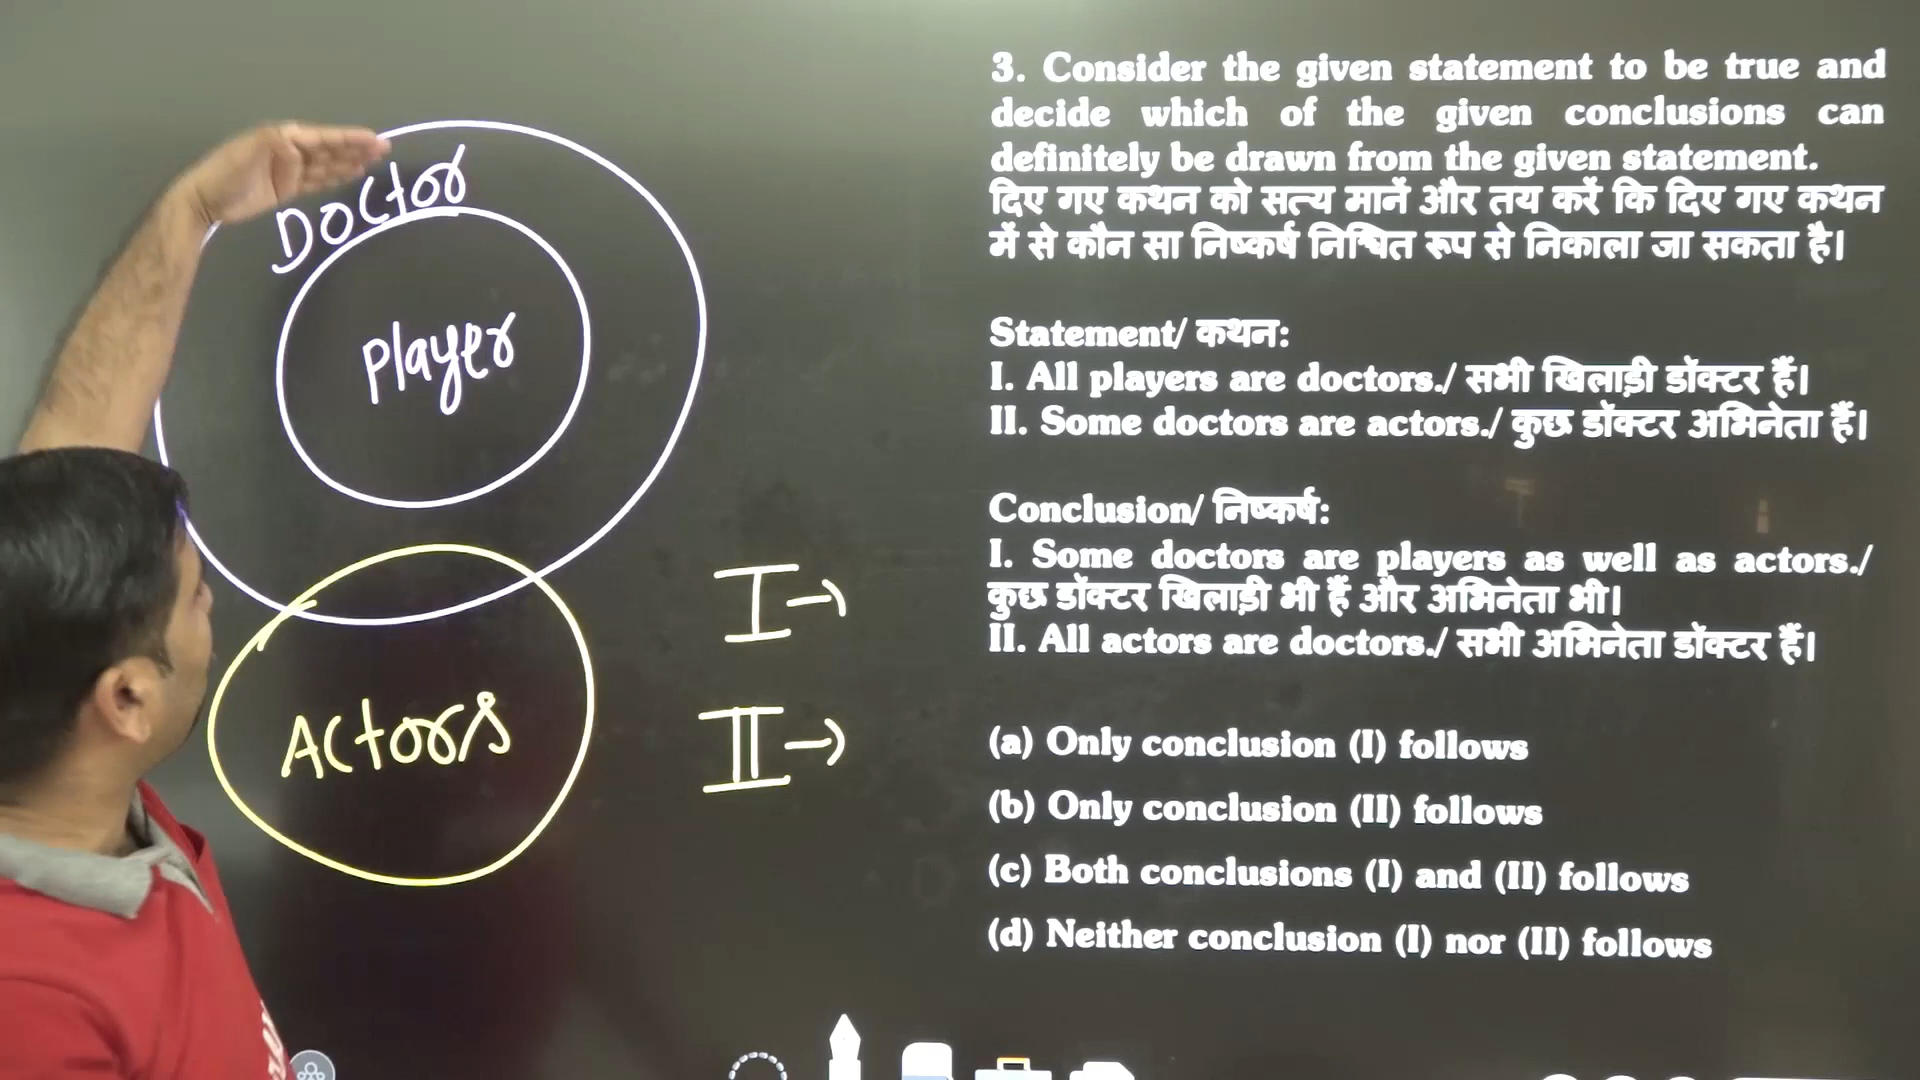 Doctor
Player
Actors
I →
II →
3. Consider the given statement to be true and
decide which of the given conclusions can
definitely be drawn from the given statement.
दिए गए कथन को सत्य मानें और तय करें कि दिए गए कथन
में से कौन सा निष्कर्ष निश्चित रूप से निकाला जा सकता है।
Statement/ कथन:
I. All players are doctors./ सभी खिलाड़ी डॉक्टर हैं।
II. Some doctors are actors./ कुछ डॉक्टर अभिनेता हैं।
Conclusion/ निष्कर्ष:
I. Some doctors are players as well as actors./
कुछ डॉक्टर खिलाड़ी भी हैं और अभिनेता भी।
II. All actors are doctors./ सभी अभिनेता डॉक्टर हैं।
(a) Only conclusion (I) follows
(b) Only conclusion (II) follows
(c) Both conclusions (I) and (II) follows
(d) Neither conclusion (I) nor (II) follows